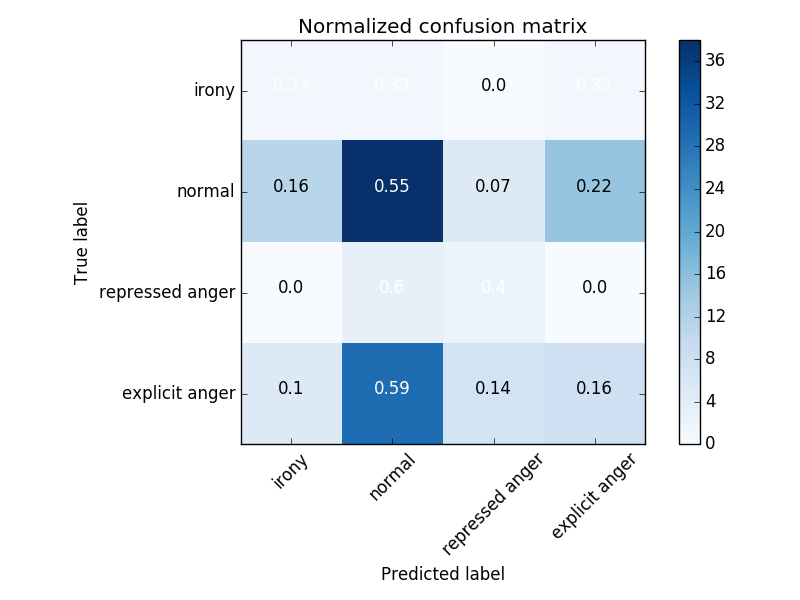 Normalized confusion matrix
True label
irony 0.33 0.33 0.0 0.33
normal 0.16 0.55 0.07 0.22
repressed anger 0.0 0.6 0.4 0.0
explicit anger 0.1 0.59 0.14 0.16
irony normal repressed anger explicit anger
Predicted label
36
32
28
24
20
16
12
8
4
0